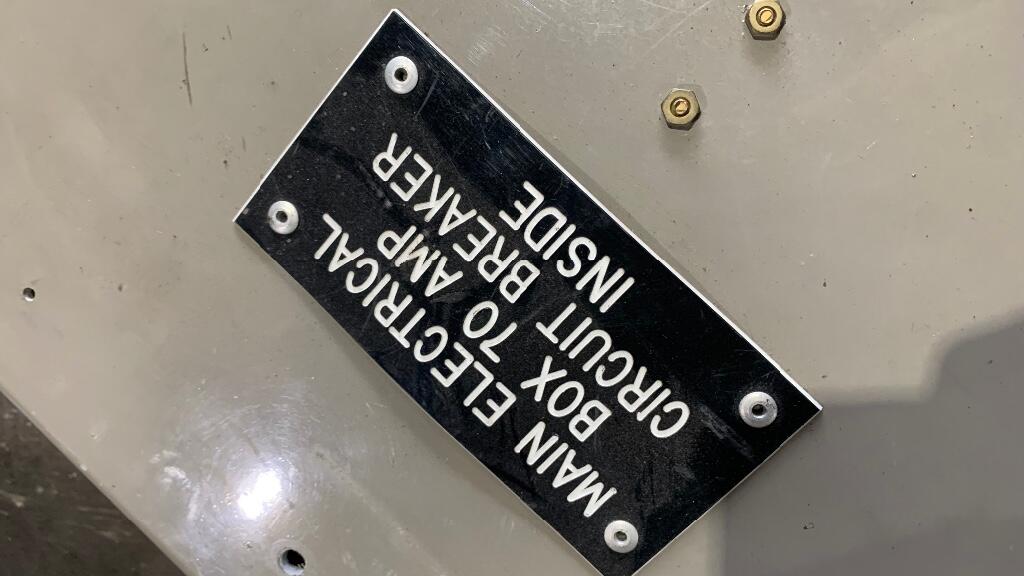 MAIN ELECTRICAL
BOX 70 AMP
CIRCUIT BREAKER
INSIDE